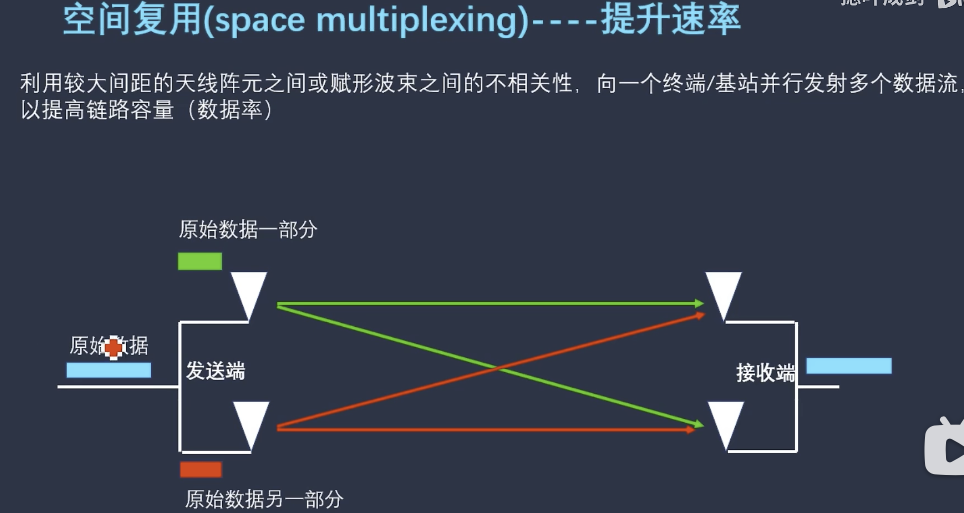 空间复用(space multiplexing)----提升速率
利用较大间距的天线阵元之间或赋形波束之间的不相关性，向一个终端/基站并行发射多个数据流，
以提高链路容量（数据率）
原始数据一部分
原始数据
发送端
接收端
原始数据另一部分